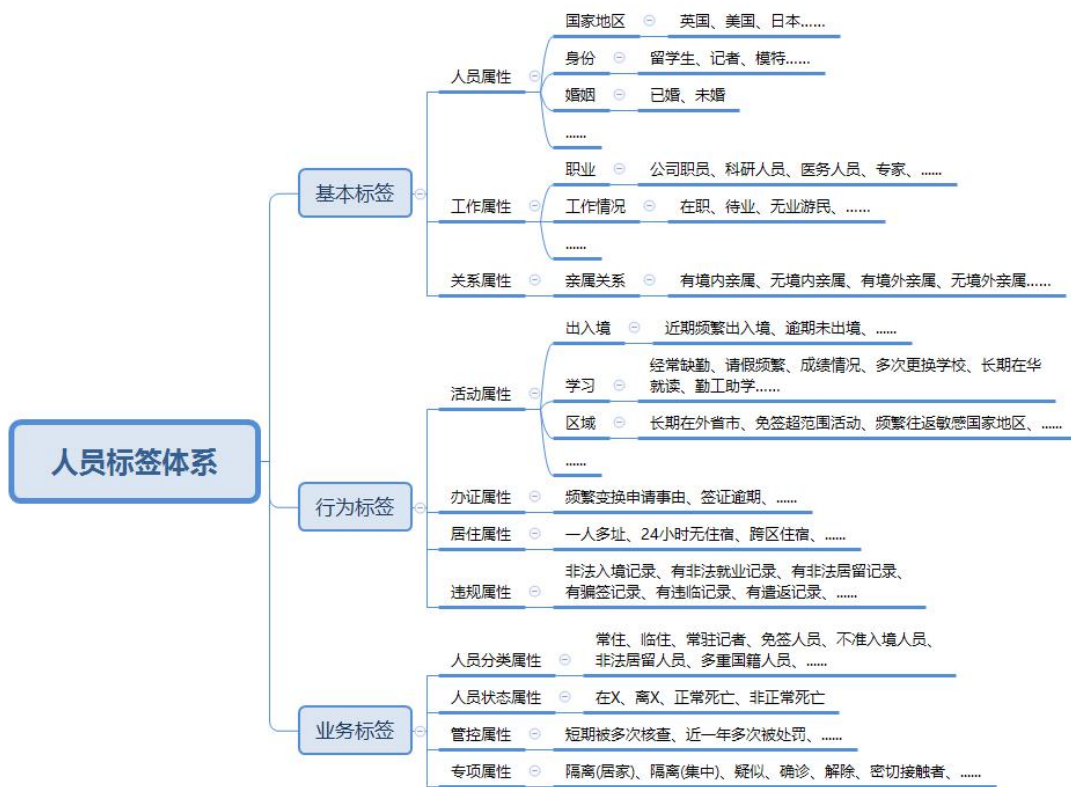 国家地区 英国、美国、日本......
身份 留学生、记者、模特......
人员属性
婚姻 已婚、未婚
......
职业 公司职员、科研人员、医务人员、专家、......
基本标签
工作属性 工作情况 在职、待业、无业游民、......
......
关系属性 亲属关系 有境内亲属、无境内亲属、有境外亲属、无境外亲属......
出入境 近期频繁出入境、逾期未出境、......
经常缺勤、请假频繁、成绩情况、多次更换学校、长期在华
学习 就读、勤工助学......
活动属性
区域 长期在外省市、免签超范围活动、频繁往返敏感国家地区、......
......
人员标签体系
行为标签
办证属性 频繁变换申请事由、签证逾期、......
居住属性 一人多址、24小时无住宿、跨区住宿、......
非法入境记录、有非法就业记录、有非法居留记录、
违规属性 有骗签记录、有违临记录、有遣返记录、......
常住、临住、常驻记者、免签人员、不准入境人员、
人员分类属性 非法居留人员、多重国籍人员、......
人员状态属性 在X、离X、正常死亡、非正常死亡
业务标签
管控属性 短期被多次核查、近一年多次被处罚、......
专项属性 隔离(居家)、隔离(集中)、疑似、确诊、解除、密切接触者、......